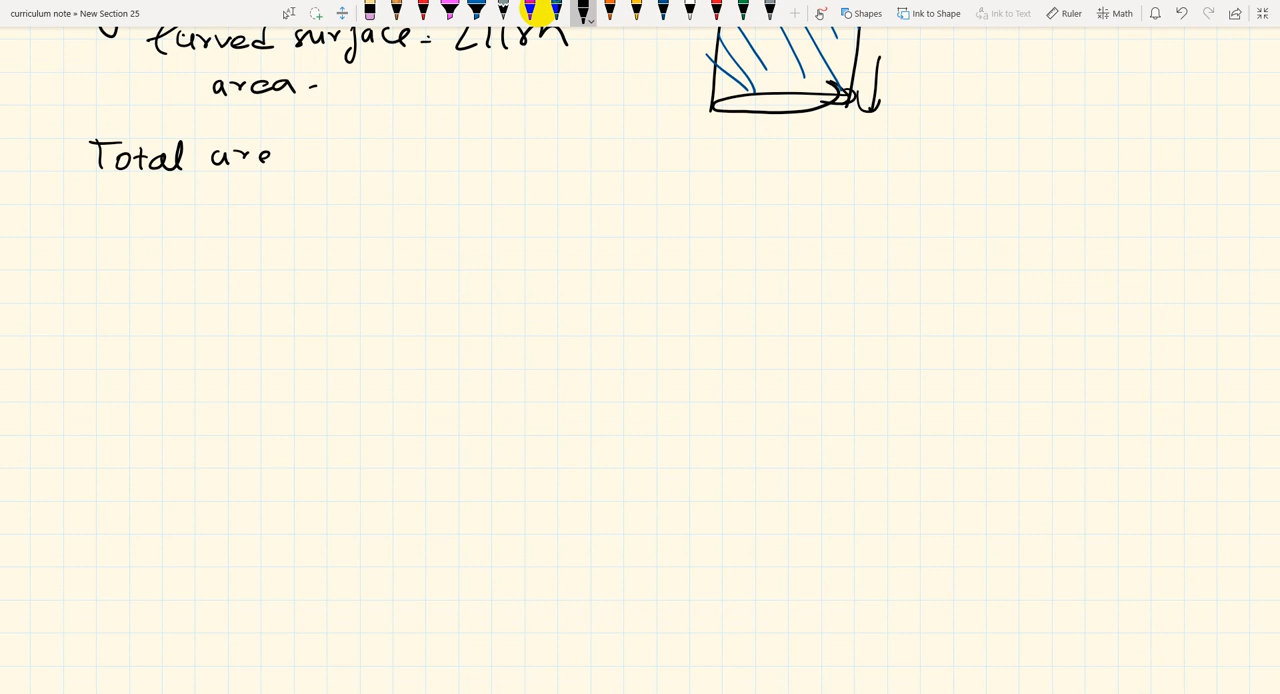 curriculum note » New Section 25
Shapes Ink to Shape Ink to Text Ruler Math
curved surface = 2πrh
area -
Total are